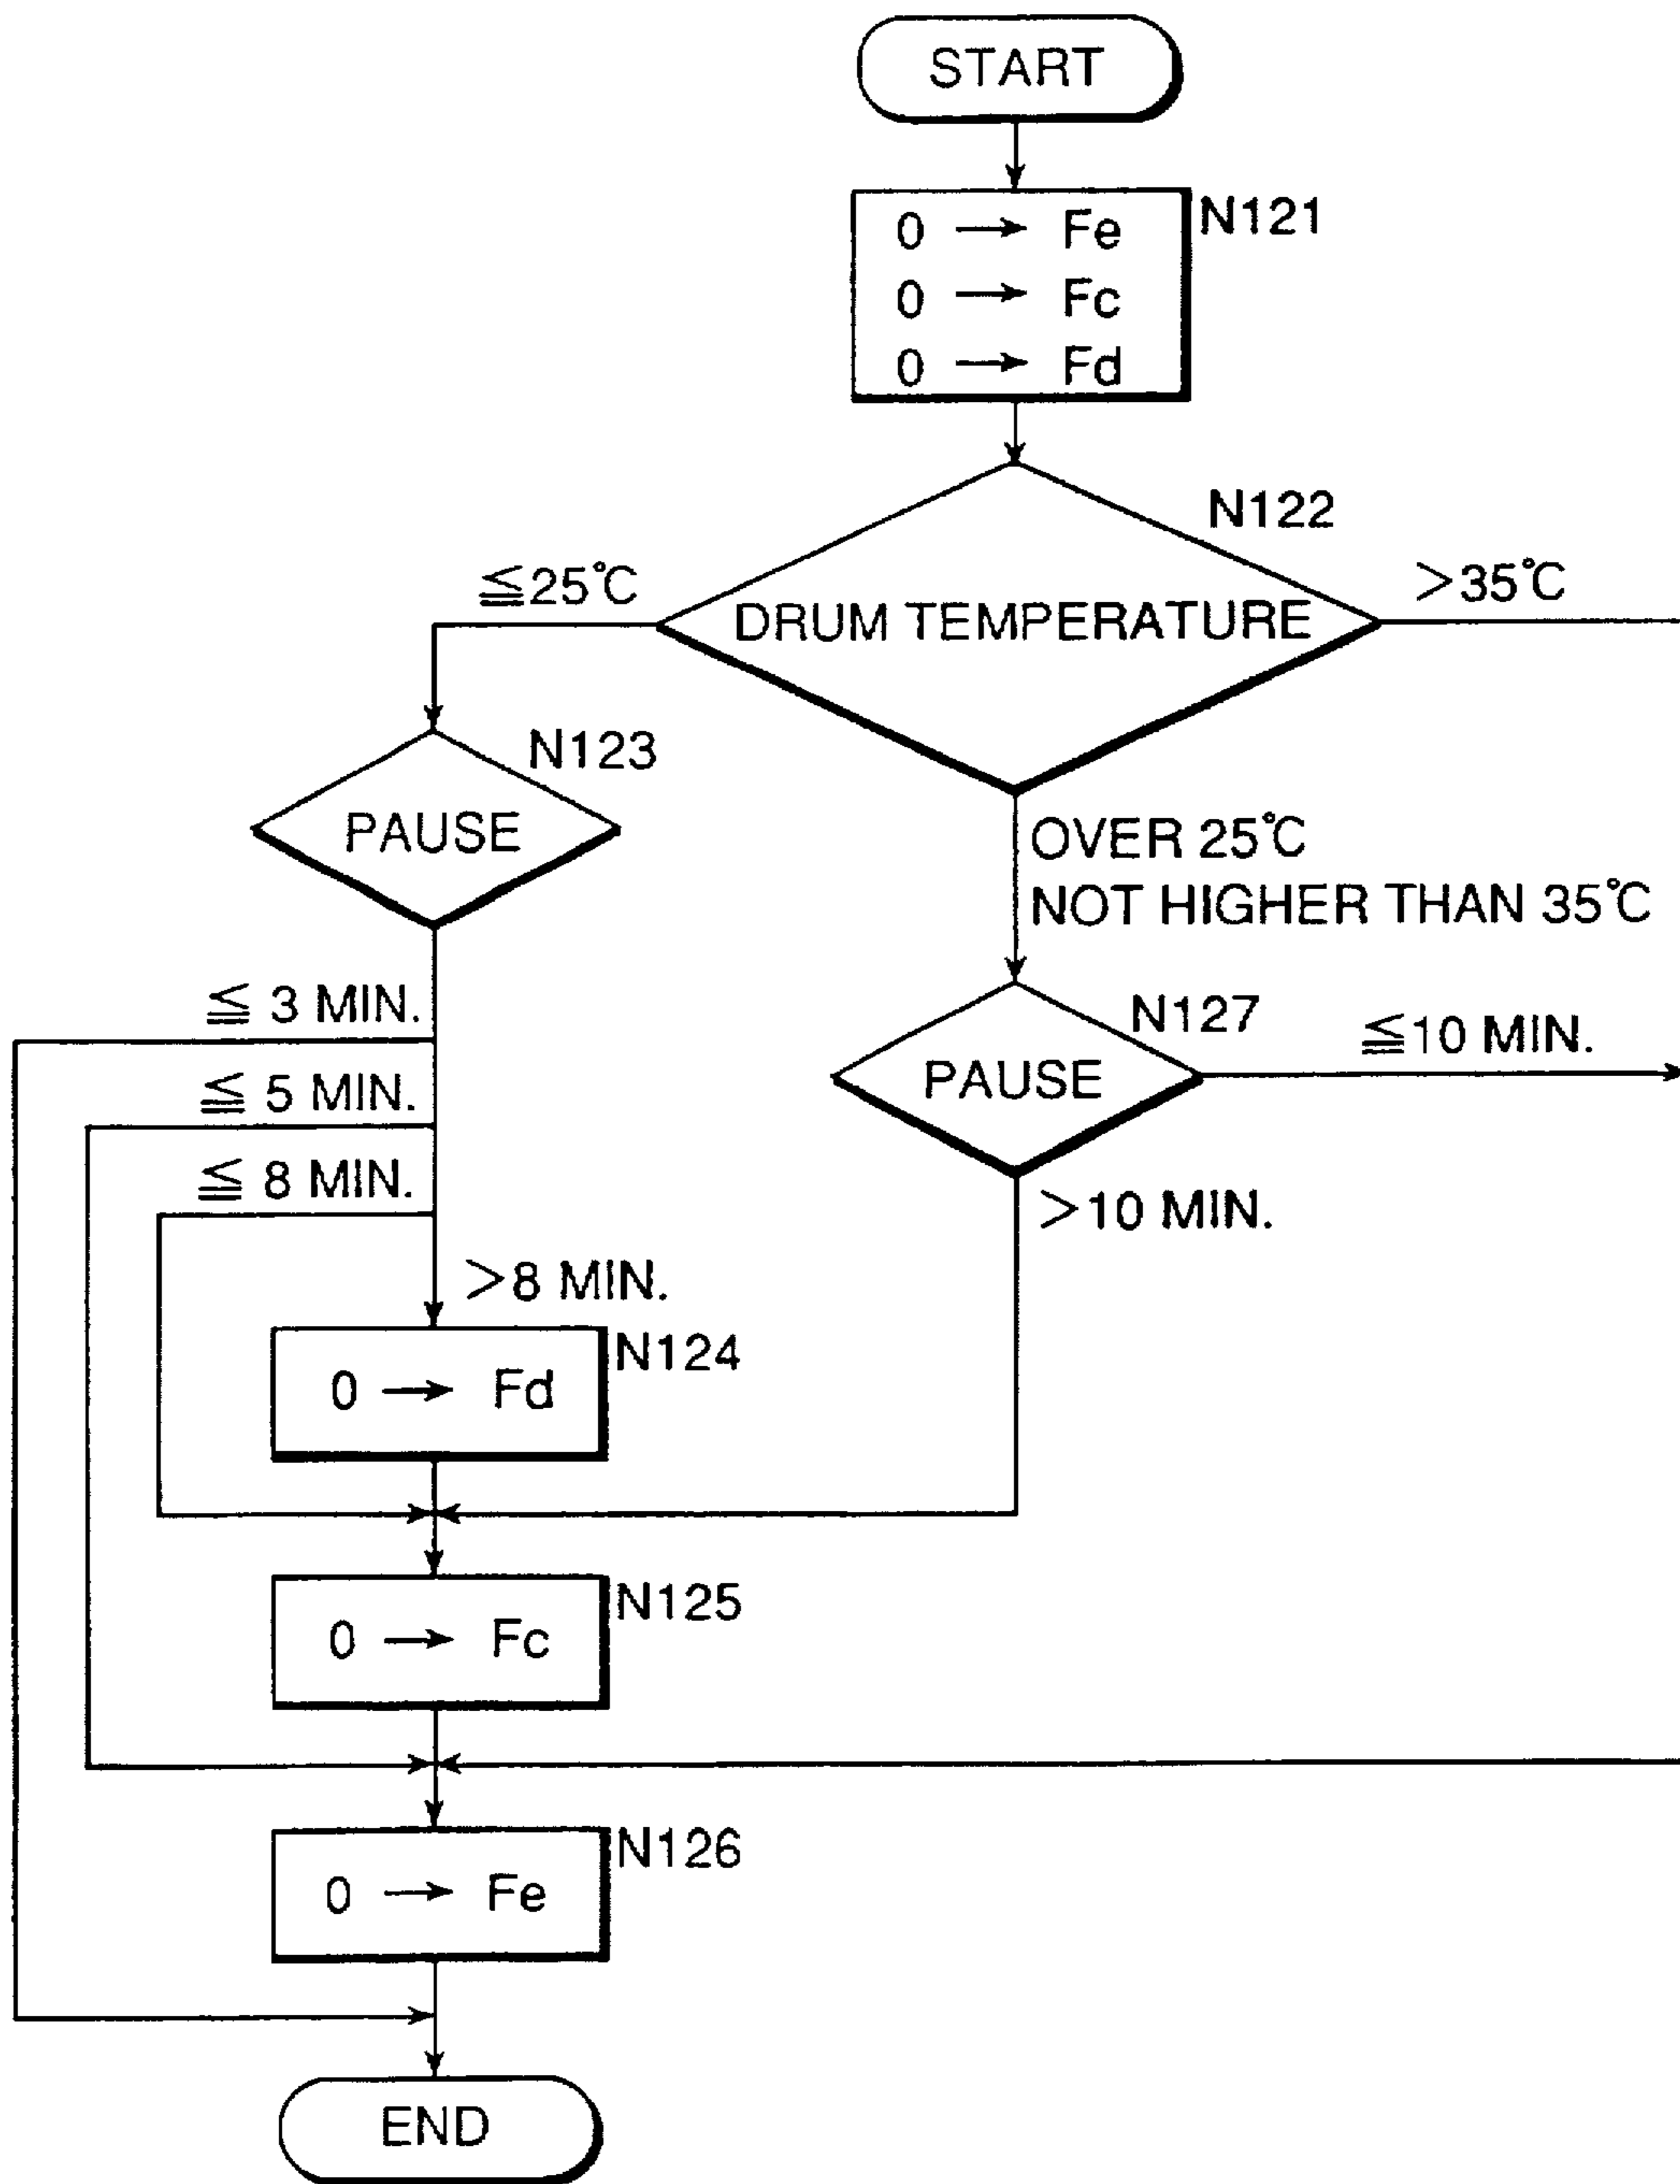 START
N121
0 → Fe
0 → Fc
0 → Fd
N122
≦25℃
DRUM TEMPERATURE
>35℃
N123
PAUSE
OVER 25℃
NOT HIGHER THAN 35℃
≦ 3 MIN.
N127
PAUSE
≦10 MIN.
≦ 5 MIN.
≦ 8 MIN.
>10 MIN.
>8 MIN.
N124
0 → Fd
N125
0 → Fc
N126
0 → Fe
END